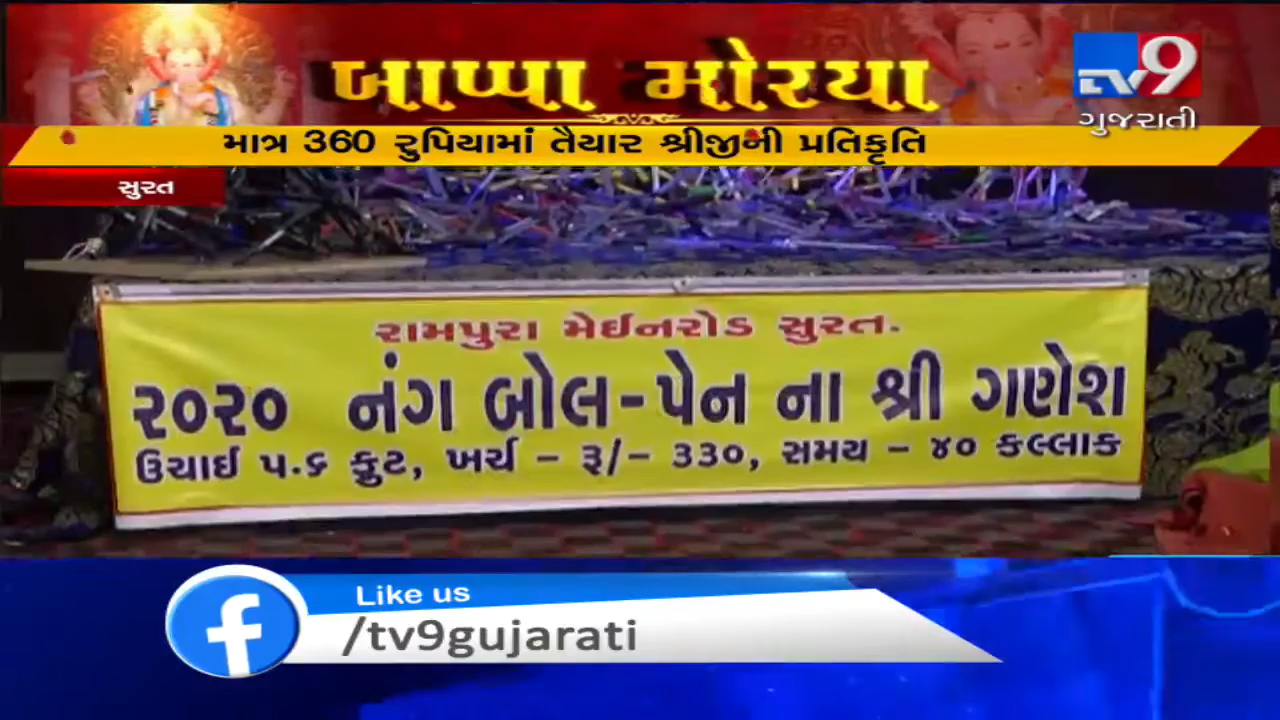 બાપ્પા મોરયા
TV9
ગુજરાતી
માત્ર 360 રુપિયામાં તૈયાર શ્રીજીની પ્રતિકૃતિ
સુરત
રામપુરા મેઈનરોડ સુરત.
૨૦૨૦ નંગ બોલ-પેન ના શ્રી ગણેશ
ઉંચાઈ ૫.૬ ફુટ, ખર્ચ - રૂ/- ૩૩૦, સમય - ૪૦ કલ્લાક
Like us
/tv9gujarati